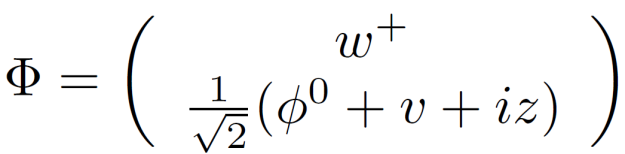 Φ = ( w⁺
1/√2 (ϕ⁰ + v + iz) )